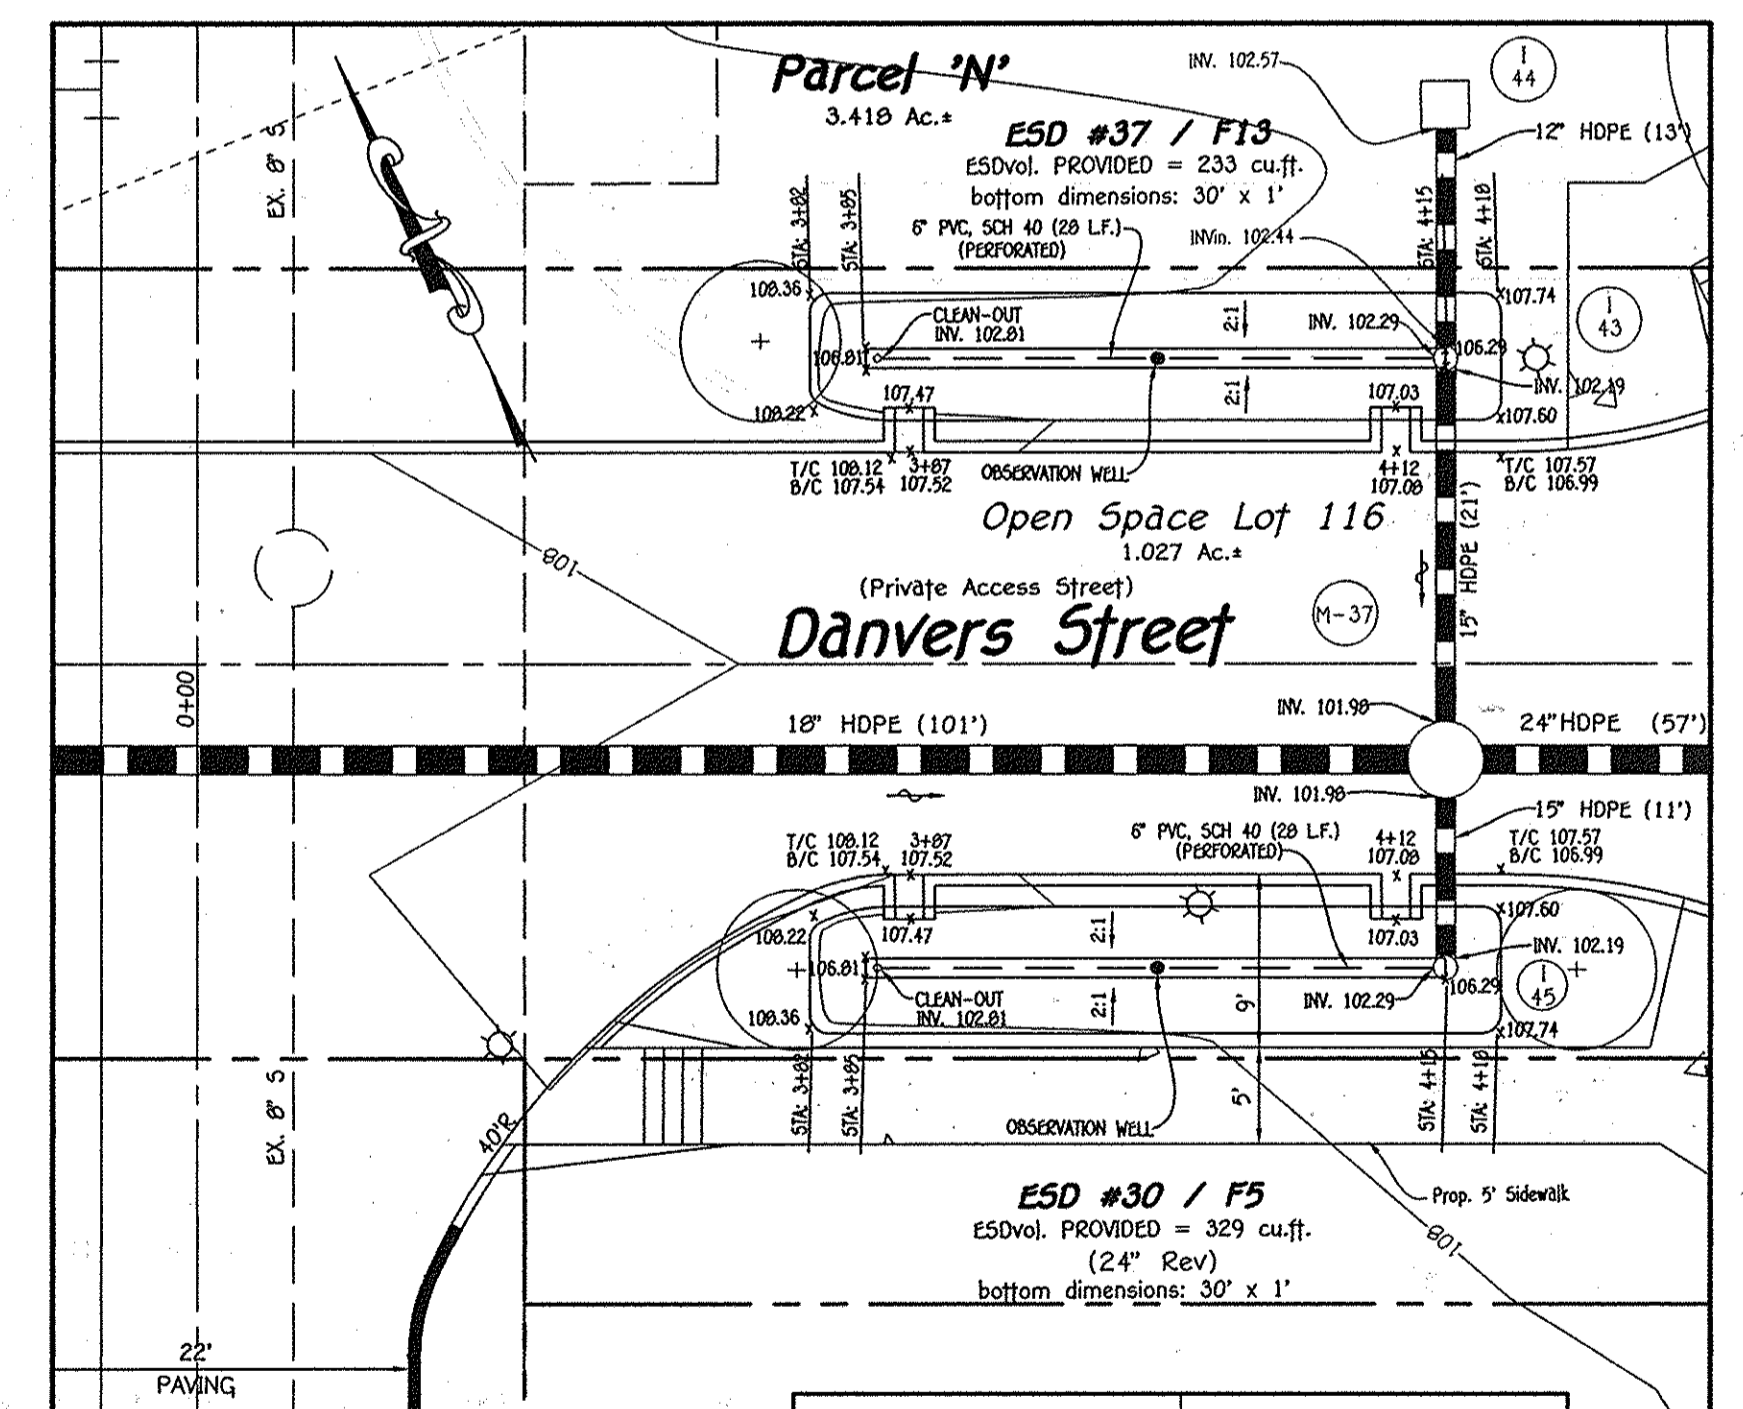 Parcel 'N'
3.418 Ac.±
INV. 102.57
I
44
12" HDPE (13')
ESD #37 / F13
ESDvol. PROVIDED = 233 cu.ft.
bottom dimensions: 30' x 1'
EX. 8" S
STA: 3+82
STA: 3+85
6" PVC, SCH 40 (28 L.F.)
(PERFORATED)
INVin. 102.44
STA: 4+15
STA: 4+18
108.36
107.74
CLEAN-OUT
INV. 102.81
2:1
INV. 102.29
I
43
106.81
106.29
INV. 102.19
108.22
107.47
2:1
107.03
107.60
T/C 108.12
B/C 107.54
3+87
107.52
OBSERVATION WELL
4+12
107.08
T/C 107.57
B/C 106.99
Open Space Lot 116
1.027 Ac.±
15" HDPE (21')
108
(Private Access Street)
Danvers Street
M-37
0+00
INV. 101.98
18" HDPE (101')
24"HDPE (57')
INV. 101.98
15" HDPE (11')
T/C 108.12
B/C 107.54
3+87
107.52
6" PVC, SCH 40 (28 L.F.)
(PERFORATED)
4+12
107.08
T/C 107.57
B/C 106.99
108.22
107.47
2:1
107.03
107.60
106.81
INV. 102.19
I
45
CLEAN-OUT
INV. 102.81
2:1
9'
INV. 102.29
106.29
108.36
107.74
EX. 8" S
STA: 3+82
STA: 3+85
5'
STA: 4+15
STA: 4+18
40'R
OBSERVATION WELL
ESD #30 / F5
ESDvol. PROVIDED = 329 cu.ft.
(24" Rev)
bottom dimensions: 30' x 1'
Prop. 5' Sidewalk
108
22'
PAVING